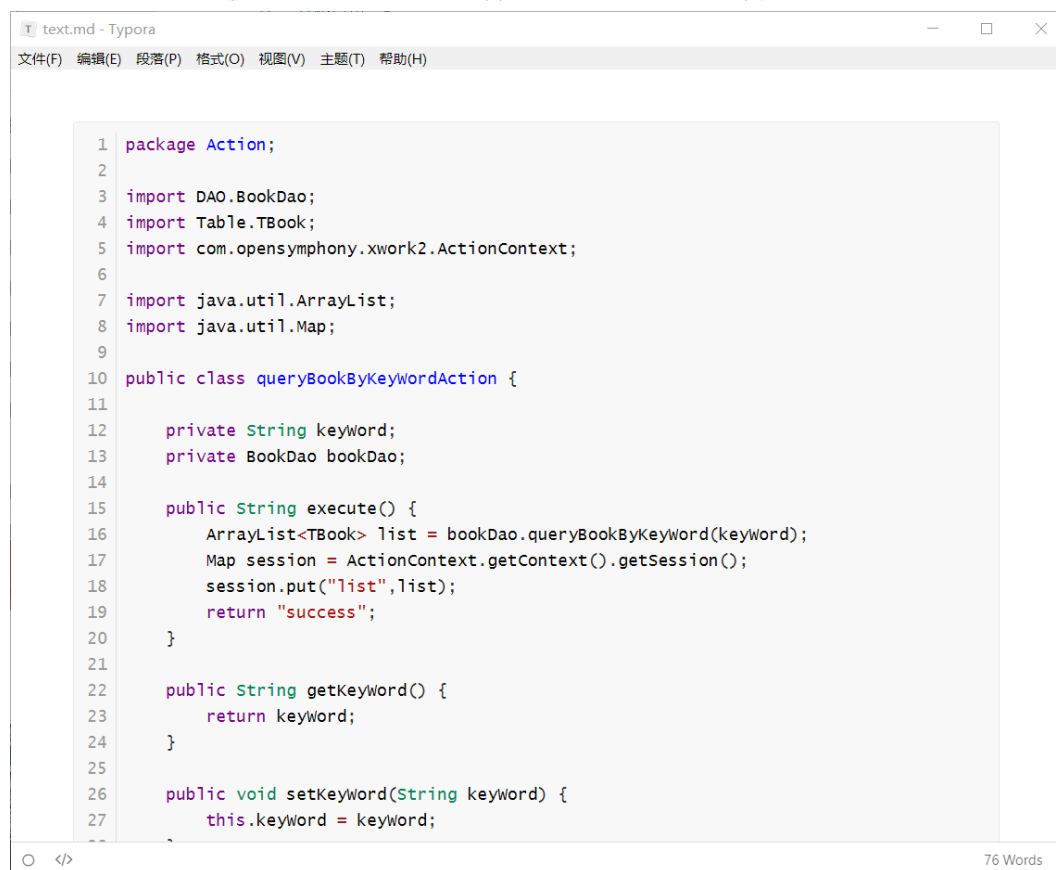 text.md - Typora
文件(F) 编辑(E) 段落(P) 格式(O) 视图(V) 主题(T) 帮助(H)
1 package Action;
2
3 import DAO.BookDao;
4 import Table.TBook;
5 import com.opensymphony.xwork2.ActionContext;
6
7 import java.util.ArrayList;
8 import java.util.Map;
9
10 public class queryBookByKeyWordAction {
11
12     private String keyWord;
13     private BookDao bookDao;
14
15     public String execute() {
16         ArrayList<TBook> list = bookDao.queryBookByKeyWord(keyWord);
17         Map session = ActionContext.getContext().getSession();
18         session.put("list",list);
19         return "success";
20     }
21
22     public String getKeyWord() {
23         return keyWord;
24     }
25
26     public void setKeyWord(String keyWord) {
27         this.keyWord = keyWord;
</> 76 Words